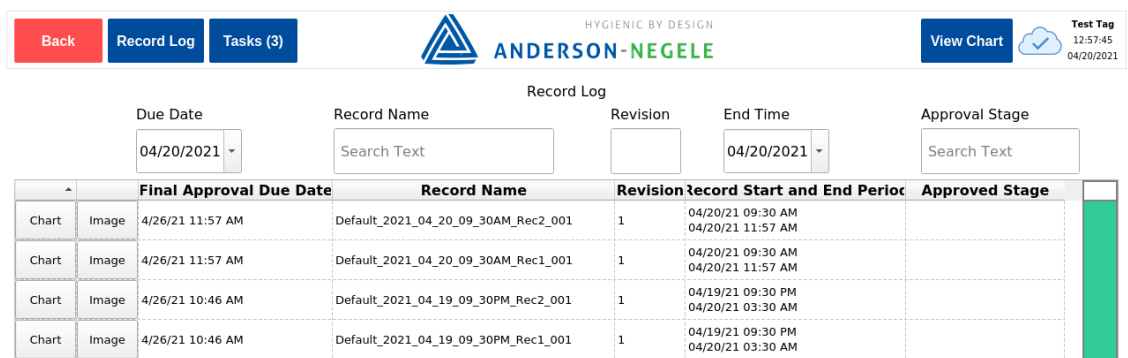 Back Record Log Tasks (3) HYGIENIC BY DESIGN
ANDERSON-NEGELE View Chart Test Tag
12:57:45
04/20/2021
Record Log
Due Date Record Name Revision End Time Approval Stage
04/20/2021 Search Text 04/20/2021 Search Text
Final Approval Due Date Record Name Revision Record Start and End Period Approved Stage
Chart Image 4/26/21 11:57 AM Default_2021_04_20_09_30AM_Rec2_001 1 04/20/21 09:30 AM
04/20/21 11:57 AM
Chart Image 4/26/21 11:57 AM Default_2021_04_20_09_30AM_Rec1_001 1 04/20/21 09:30 AM
04/20/21 11:57 AM
Chart Image 4/26/21 10:46 AM Default_2021_04_19_09_30PM_Rec2_001 1 04/19/21 09:30 PM
04/20/21 03:30 AM
Chart Image 4/26/21 10:46 AM Default_2021_04_19_09_30PM_Rec1_001 1 04/19/21 09:30 PM
04/20/21 03:30 AM